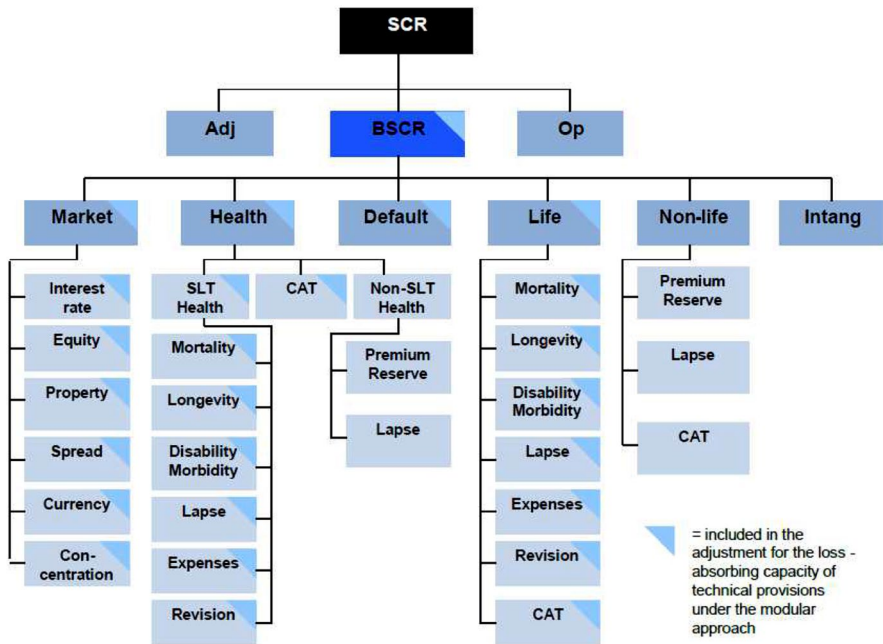 SCR
Adj
BSCR
Op
Market
Health
Default
Life
Non-life
Intang
Interest
rate
Equity
Property
Spread
Currency
Con-
centration
SLT
Health
CAT
Non-SLT
Health
Mortality
Longevity
Disability
Morbidity
Lapse
Expenses
Revision
Premium
Reserve
Lapse
Mortality
Longevity
Disability
Morbidity
Lapse
Expenses
Revision
CAT
Premium
Reserve
Lapse
CAT
= included in the
adjustment for the loss -
absorbing capacity of
technical provisions
under the modular
approach